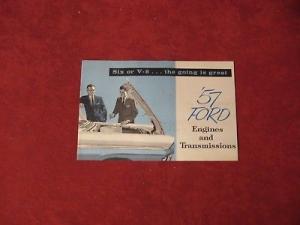 Six or V-8 . . . the going is great
'57
FORD
Engines
and
Transmissions